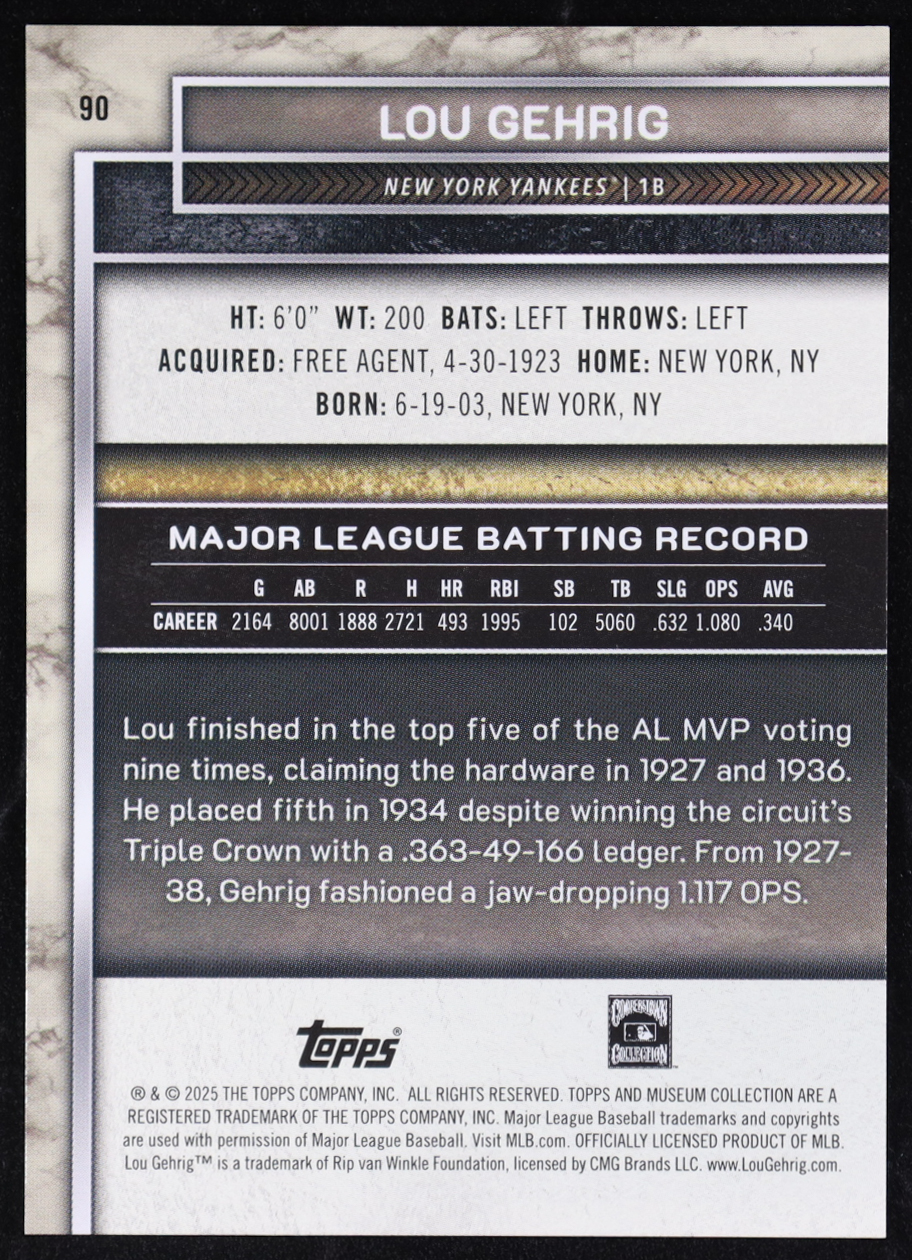 90
LOU GEHRIG
NEW YORK YANKEES® | 1B
HT: 6'0" WT: 200 BATS: LEFT THROWS: LEFT
ACQUIRED: FREE AGENT, 4-30-1923 HOME: NEW YORK, NY
BORN: 6-19-03, NEW YORK, NY
MAJOR LEAGUE BATTING RECORD
G AB R H HR RBI SB TB SLG OPS AVG
CAREER 2164 8001 1888 2721 493 1995 102 5060 .632 1.080 .340
Lou finished in the top five of the AL MVP voting
nine times, claiming the hardware in 1927 and 1936.
He placed fifth in 1934 despite winning the circuit's
Triple Crown with a .363-49-166 ledger. From 1927-
38, Gehrig fashioned a jaw-dropping 1.117 OPS.
topps®
COOPERSTOWN
COLLECTION™
® & © 2025 THE TOPPS COMPANY, INC. ALL RIGHTS RESERVED. TOPPS AND MUSEUM COLLECTION ARE A
REGISTERED TRADEMARK OF THE TOPPS COMPANY, INC. Major League Baseball trademarks and copyrights
are used with permission of Major League Baseball. Visit MLB.com. OFFICIALLY LICENSED PRODUCT OF MLB.
Lou Gehrig™ is a trademark of Rip van Winkle Foundation, licensed by CMG Brands LLC. www.LouGehrig.com.